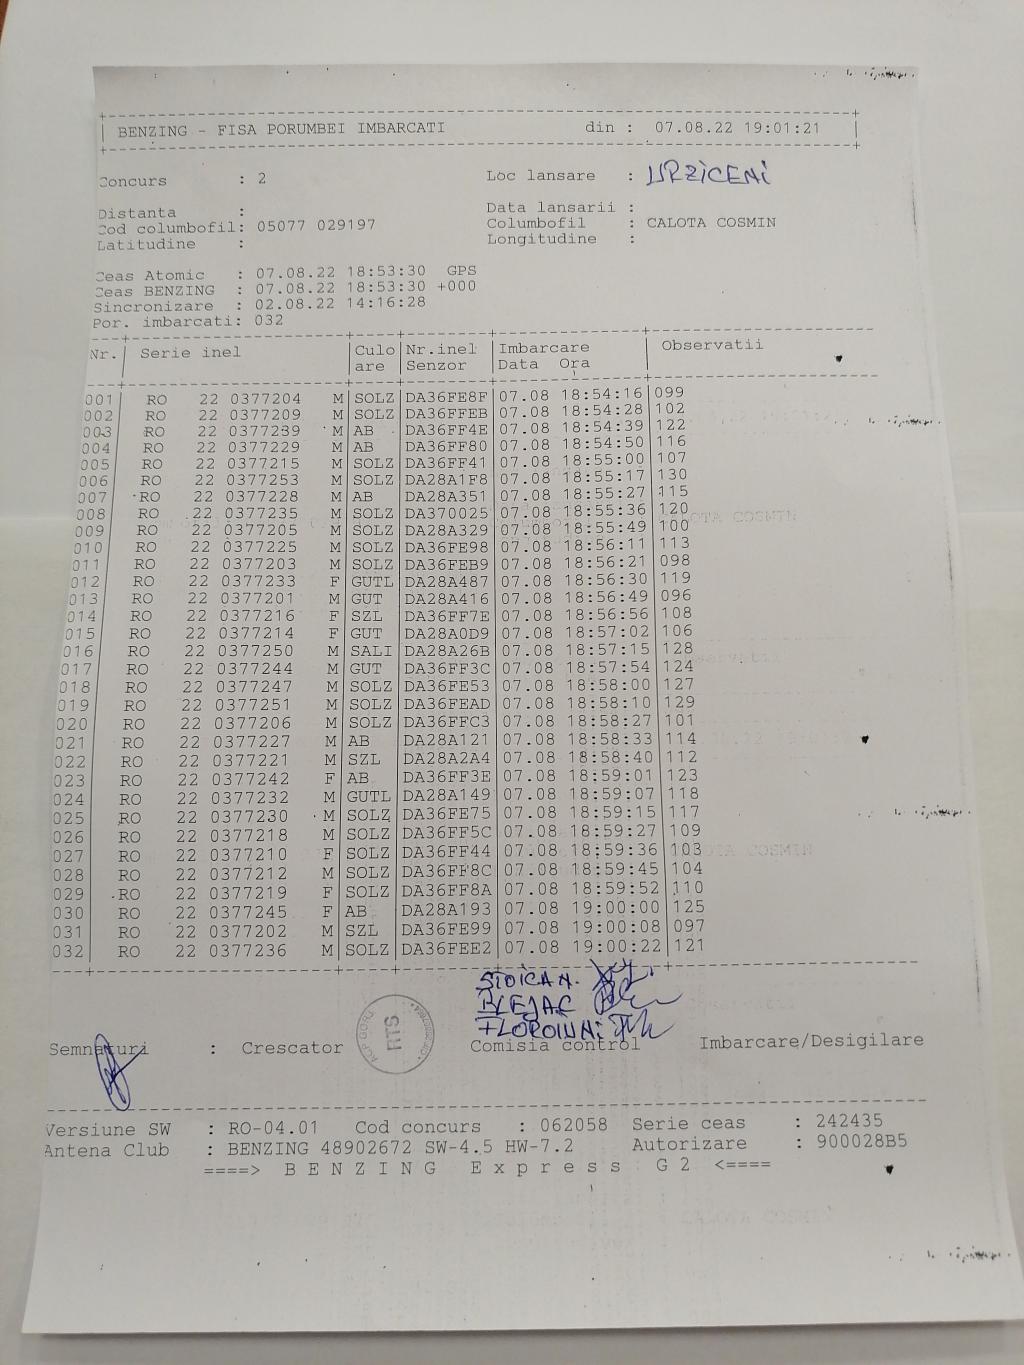 BENZING - FISA PORUMBEI IMBARCATI din : 07.08.22 19:01:21
Concurs : 2 Loc lansare : URZICENI
Distanta : Data lansarii :
Cod columbofil: 05077 029197 Columbofil : CALOTA COSMIN
Latitudine : Longitudine :
Ceas Atomic : 07.08.22 18:53:30 GPS
Ceas BENZING : 07.08.22 18:53:30 +000
Sincronizare : 02.08.22 14:16:28
Por. imbarcati: 032
Nr. Serie inel Culo Nr.inel Imbarcare Observatii
are Senzor Data Ora
001 RO 22 0377204 M SOLZ DA36FE8F 07.08 18:54:16 099
002 RO 22 0377209 M SOLZ DA36FFEB 07.08 18:54:28 102
003 RO 22 0377239 M AB DA36FF4E 07.08 18:54:39 122
004 RO 22 0377229 M AB DA36FF80 07.08 18:54:50 116
005 RO 22 0377215 M SOLZ DA36FF41 07.08 18:55:00 107
006 RO 22 0377253 M SOLZ DA28A1F8 07.08 18:55:17 130
007 RO 22 0377228 M AB DA28A351 07.08 18:55:27 115
008 RO 22 0377235 M SOLZ DA370025 07.08 18:55:36 120
009 RO 22 0377205 M SOLZ DA28A329 07.08 18:55:49 100
010 RO 22 0377225 M SOLZ DA36FE98 07.08 18:56:11 113
011 RO 22 0377203 M SOLZ DA36FEB9 07.08 18:56:21 098
012 RO 22 0377233 F GUTL DA28A487 07.08 18:56:30 119
013 RO 22 0377201 M GUT DA28A416 07.08 18:56:49 096
014 RO 22 0377216 F SZL DA36FF7E 07.08 18:56:56 108
015 RO 22 0377214 F GUT DA28A0D9 07.08 18:57:02 106
016 RO 22 0377250 M SALI DA28A26B 07.08 18:57:15 128
017 RO 22 0377244 M GUT DA36FF3C 07.08 18:57:54 124
018 RO 22 0377247 M SOLZ DA36FE53 07.08 18:58:00 127
019 RO 22 0377251 M SOLZ DA36FEAD 07.08 18:58:10 129
020 RO 22 0377206 M SOLZ DA36FFC3 07.08 18:58:27 101
021 RO 22 0377227 M AB DA28A121 07.08 18:58:33 114
022 RO 22 0377221 M SZL DA28A2A4 07.08 18:58:40 112
023 RO 22 0377242 F AB DA36FF3E 07.08 18:59:01 123
024 RO 22 0377232 M GUTL DA28A149 07.08 18:59:07 118
025 RO 22 0377230 M SOLZ DA36FE75 07.08 18:59:15 117
026 RO 22 0377218 M SOLZ DA36FF5C 07.08 18:59:27 109
027 RO 22 0377210 F SOLZ DA36FF44 07.08 18:59:36 103
028 RO 22 0377212 M SOLZ DA36FF8C 07.08 18:59:45 104
029 RO 22 0377219 F SOLZ DA36FF8A 07.08 18:59:52 110
030 RO 22 0377245 F AB DA28A193 07.08 19:00:00 125
031 RO 22 0377202 M SZL DA36FE99 07.08 19:00:08 097
032 RO 22 0377236 M SOLZ DA36FEE2 07.08 19:00:22 121
STOICA N.
BLEJAC
RTS
Semnaturi : Crescator Comisia control Imbarcare/Desigilare
Versiune SW : RO-04.01 Cod concurs : 062058 Serie ceas : 242435
Antena Club : BENZING 48902672 SW-4.5 HW-7.2 Autorizare : 900028B5
====> B E N Z I N G E x p r e s s G 2 <====